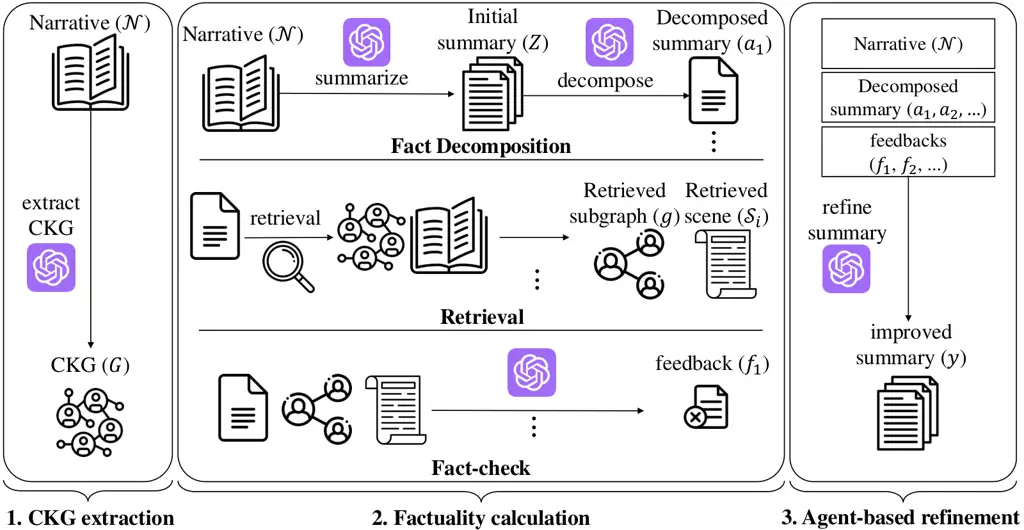 Narrative (𝒩)
extract
CKG
CKG (𝐺)
1. CKG extraction
Narrative (𝒩)
summarize
Initial
summary (𝑍)
decompose
Decomposed
summary (𝑎₁)
⋮
Fact Decomposition
retrieval
⋮
Retrieved
subgraph (𝑔)
Retrieved
scene (𝒮ᵢ)
Retrieval
⋮
feedback (𝑓₁)
Fact-check
2. Factuality calculation
Narrative (𝒩)
Decomposed
summary (𝑎₁, 𝑎₂, ...)
feedbacks
(𝑓₁, 𝑓₂, ...)
refine
summary
improved
summary (𝑦)
3. Agent-based refinement